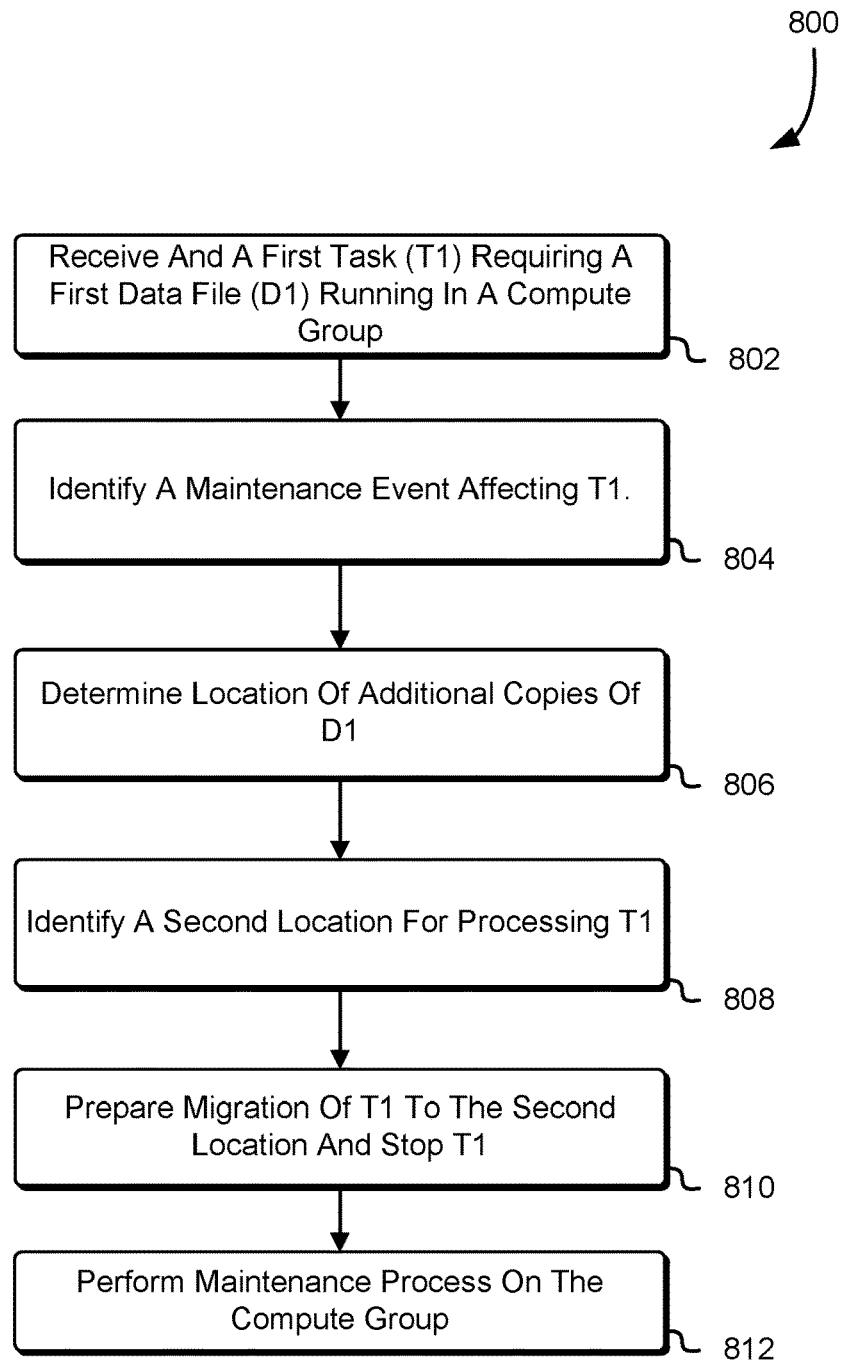 800
Receive And A First Task (T1) Requiring A
First Data File (D1) Running In A Compute
Group
802
Identify A Maintenance Event Affecting T1.
804
Determine Location Of Additional Copies Of
D1
806
Identify A Second Location For Processing T1
808
Prepare Migration Of T1 To The Second
Location And Stop T1
810
Perform Maintenance Process On The
Compute Group
812